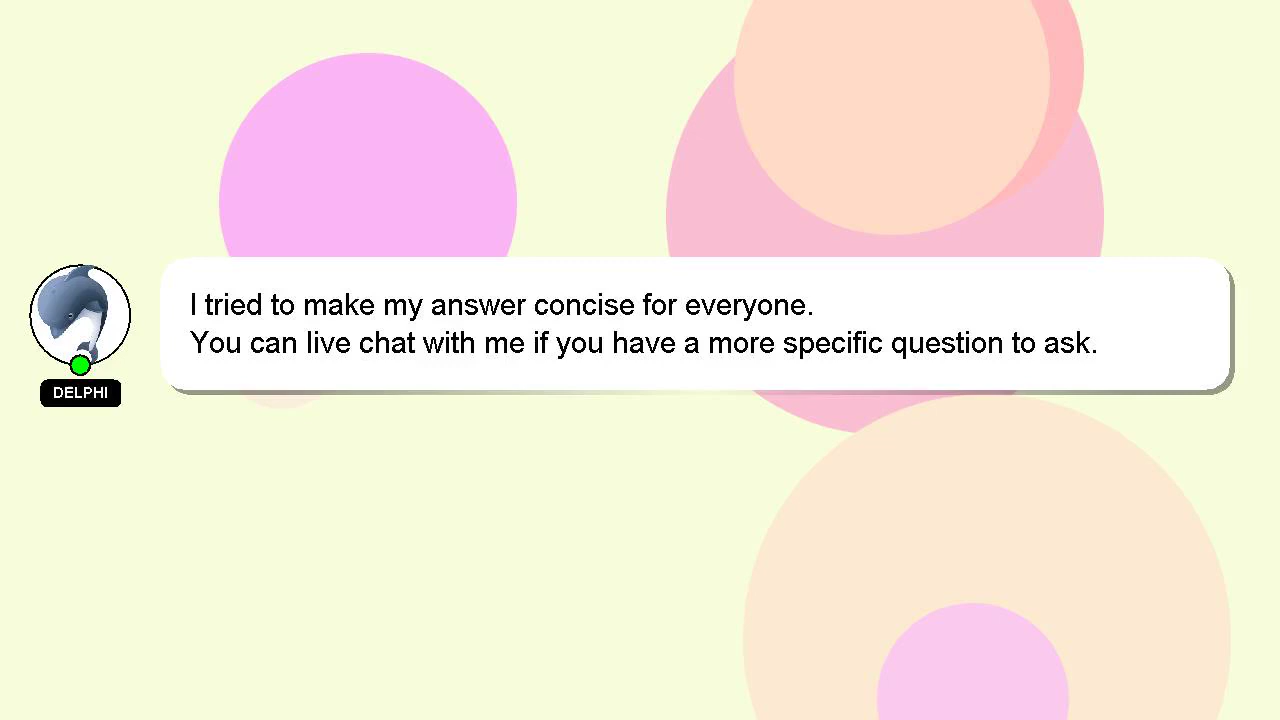 I tried to make my answer concise for everyone.
You can live chat with me if you have a more specific question to ask.
DELPHI